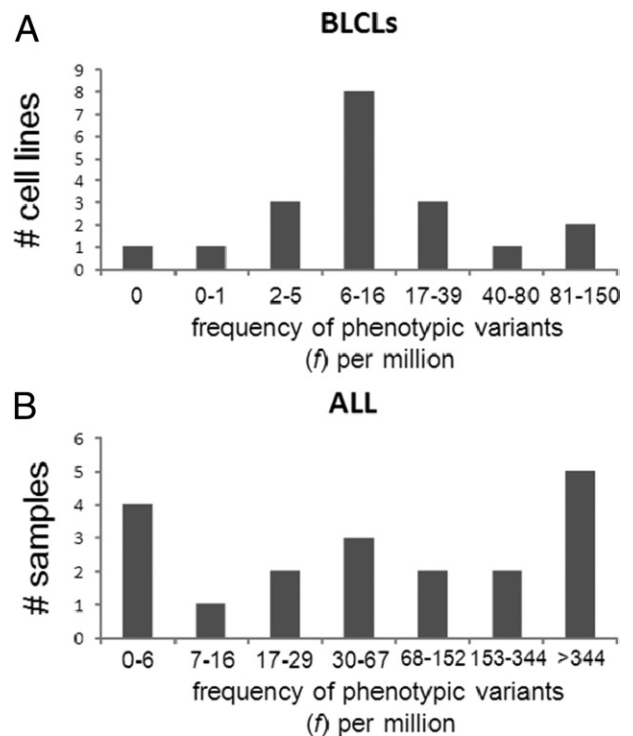 A
BLCLs
# cell lines
9
8
7
6
5
4
3
2
1
0
0 0-1 2-5 6-16 17-39 40-80 81-150
frequency of phenotypic variants
(f) per million
B
ALL
# samples
6
5
4
3
2
1
0
0-6 7-16 17-29 30-67 68-152 153-344 >344
frequency of phenotypic variants
(f) per million